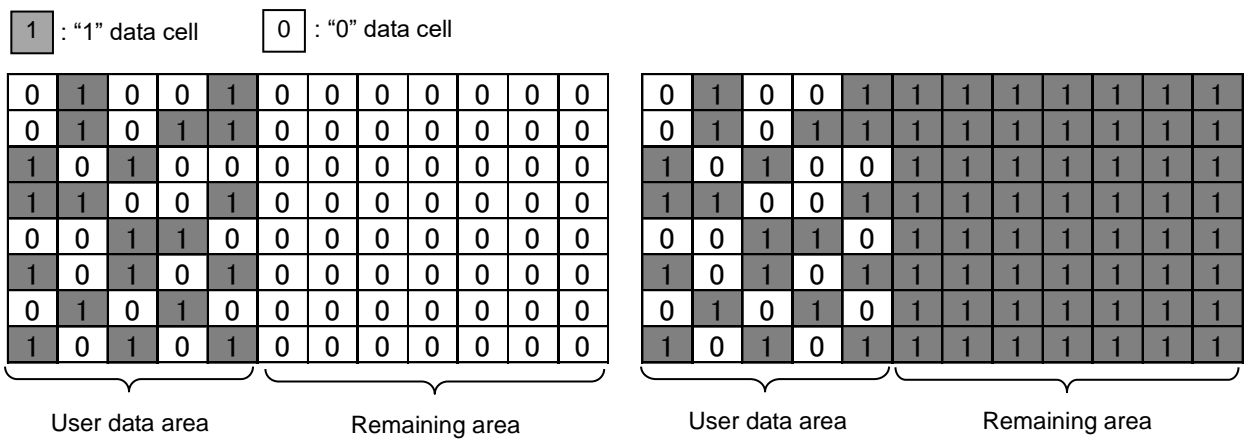 1 : “1” data cell 0 : “0” data cell
0 1 0 0 1 0 0 0 0 0 0 0 0 1 0 0 1 1 1 1 1 1 1 1
0 1 0 1 1 0 0 0 0 0 0 0 0 1 0 1 1 1 1 1 1 1 1 1
1 0 1 0 0 0 0 0 0 0 0 0 1 0 1 0 0 1 1 1 1 1 1 1
1 1 0 0 1 0 0 0 0 0 0 0 1 1 0 0 1 1 1 1 1 1 1 1
0 0 1 1 0 0 0 0 0 0 0 0 0 0 1 1 0 1 1 1 1 1 1 1
1 0 1 0 1 0 0 0 0 0 0 0 1 0 1 0 1 1 1 1 1 1 1 1
0 1 0 1 0 0 0 0 0 0 0 0 0 1 0 1 0 1 1 1 1 1 1 1
1 0 1 0 1 0 0 0 0 0 0 0 1 0 1 0 1 1 1 1 1 1 1 1
User data area Remaining area User data area Remaining area